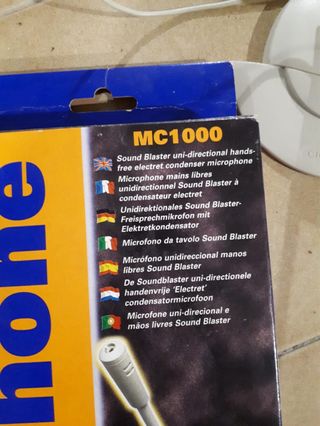 MC1000
Sound Blaster uni-directional hands-
free electret condenser microphone
Microphone mains libres
unidirectionnel Sound Blaster à
condensateur electret
Unidirektionales Sound Blaster-
Freisprechmikrofon mit
Elektretkondensator
Microfono da tavolo Sound Blaster
Micrófono unidireccional manos
libres Sound Blaster
De Soundblaster uni-directionele
handenvrije 'Electret'
condensatormicrofoon
Microfone uni-direcional e
mãos livres Sound Blaster
hone